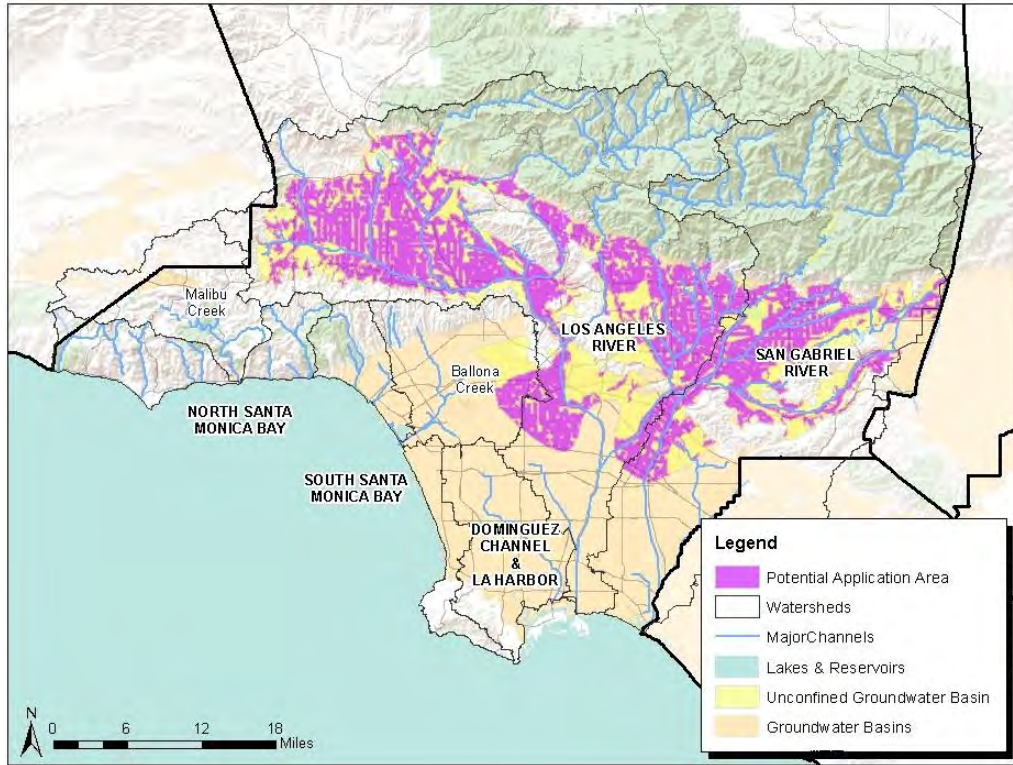 Malibu
Creek
LOS ANGELES
RIVER
SAN GABRIEL
RIVER
Ballona
Creek
NORTH SANTA
MONICA BAY
SOUTH SANTA
MONICA BAY
DOMINGUEZ
CHANNEL
&
LA HARBOR
Legend
Potential Application Area
Watersheds
MajorChannels
Lakes & Reservoirs
Unconfined Groundwater Basin
Groundwater Basins
N
0 6 12 18
Miles